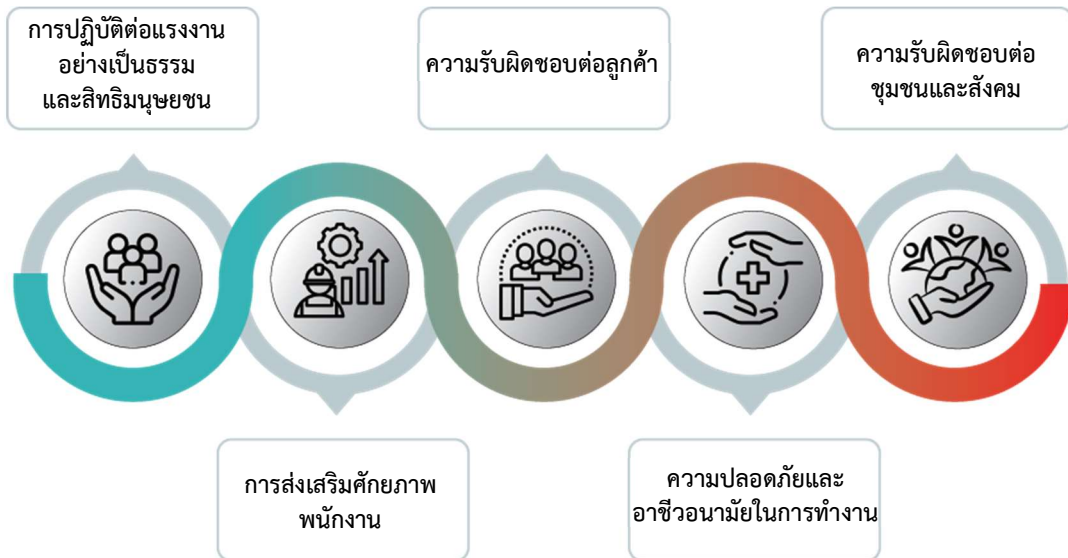 การปฏิบัติต่อแรงงาน
อย่างเป็นธรรม
และสิทธิมนุษยชน
ความรับผิดชอบต่อลูกค้า
ความรับผิดชอบต่อ
ชุมชนและสังคม
การส่งเสริมศักยภาพ
พนักงาน
ความปลอดภัยและ
อาชีวอนามัยในการทำงาน